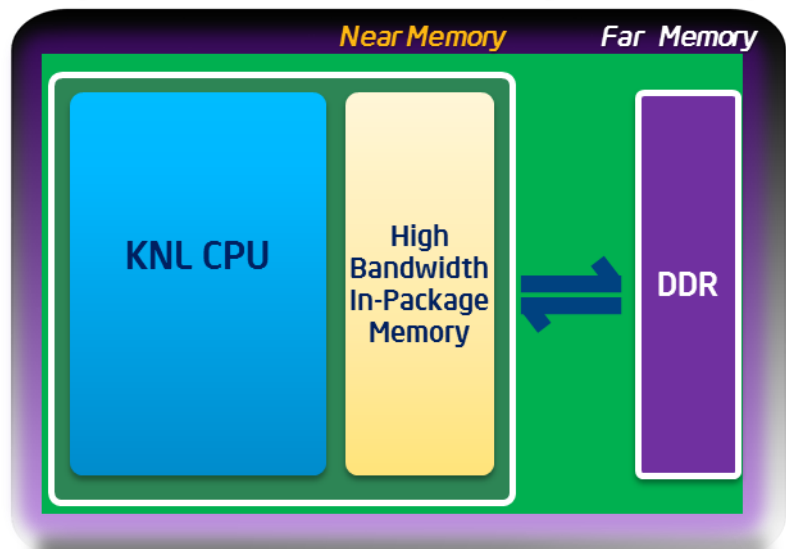 Near Memory
Far Memory
KNL CPU
High
Bandwidth
In-Package
Memory
DDR